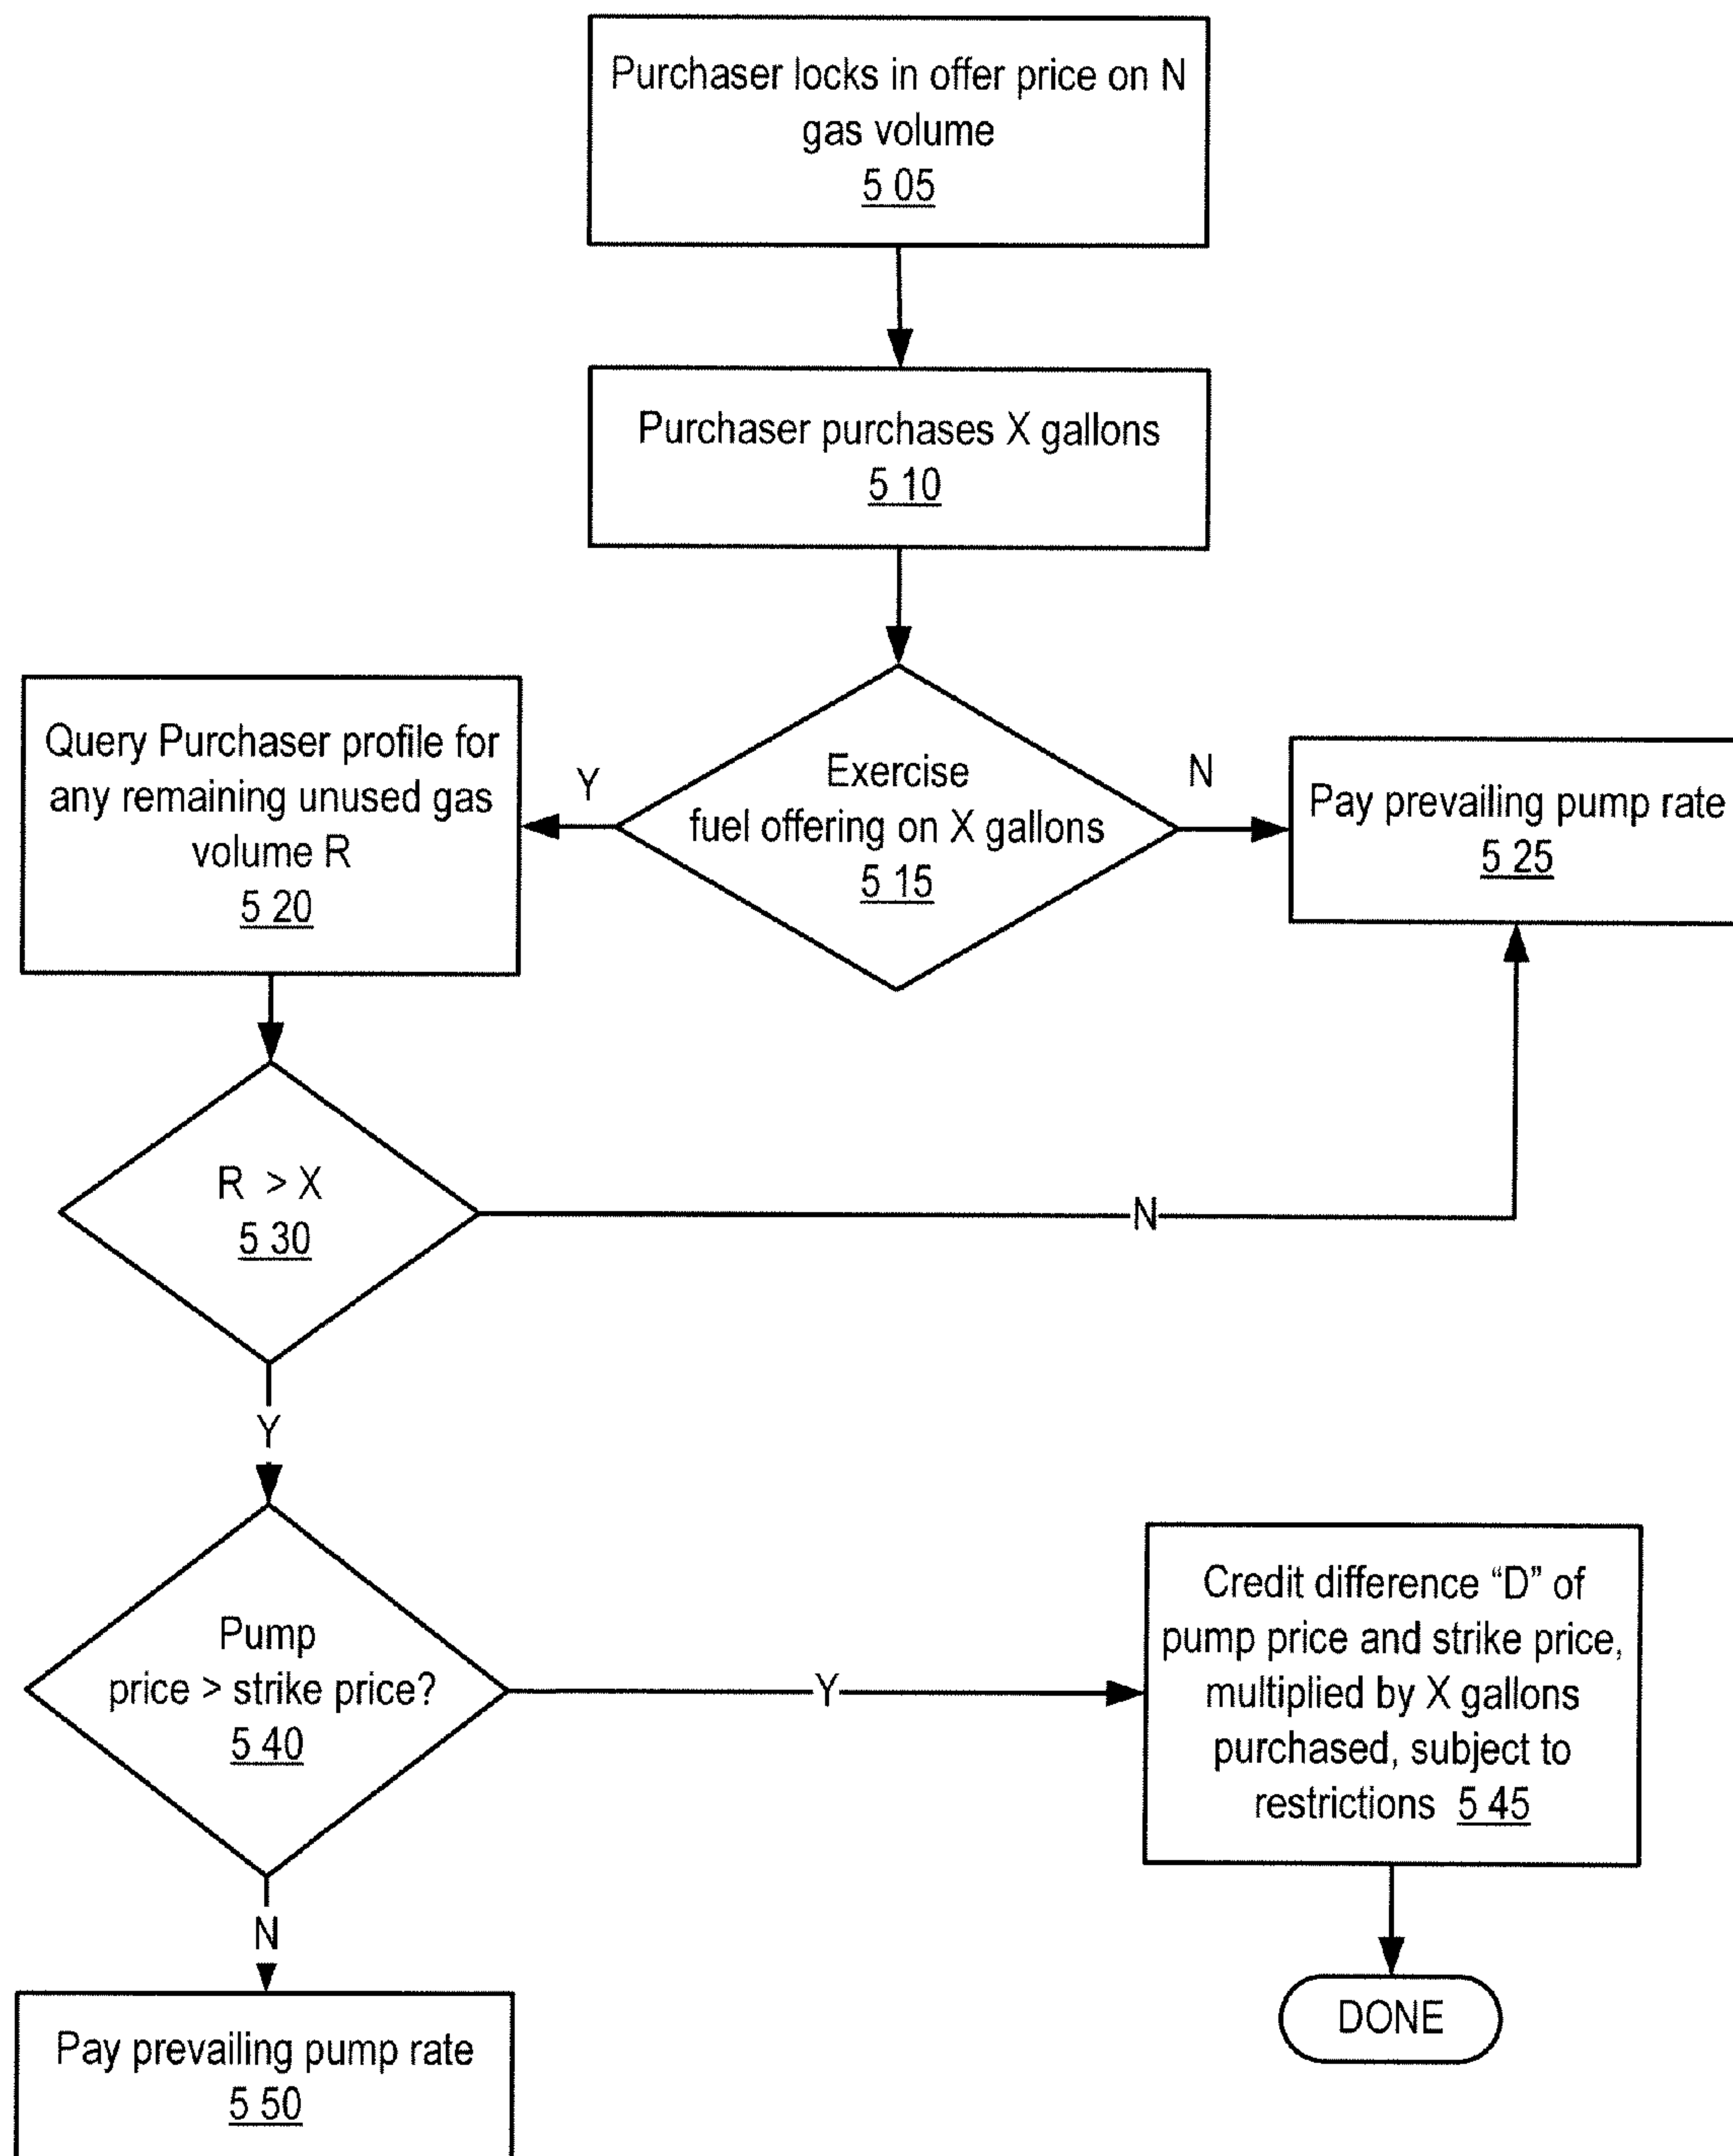 Purchaser locks in offer price on N
gas volume
5 05
Purchaser purchases X gallons
5 10
Query Purchaser profile for
any remaining unused gas
volume R
5 20
Y
Exercise
fuel offering on X gallons
5 15
N
Pay prevailing pump rate
5 25
R > X
5 30
N
Y
Pump
price > strike price?
5 40
Y
Credit difference “D” of
pump price and strike price,
multiplied by X gallons
purchased, subject to
restrictions 5 45
N
DONE
Pay prevailing pump rate
5 50